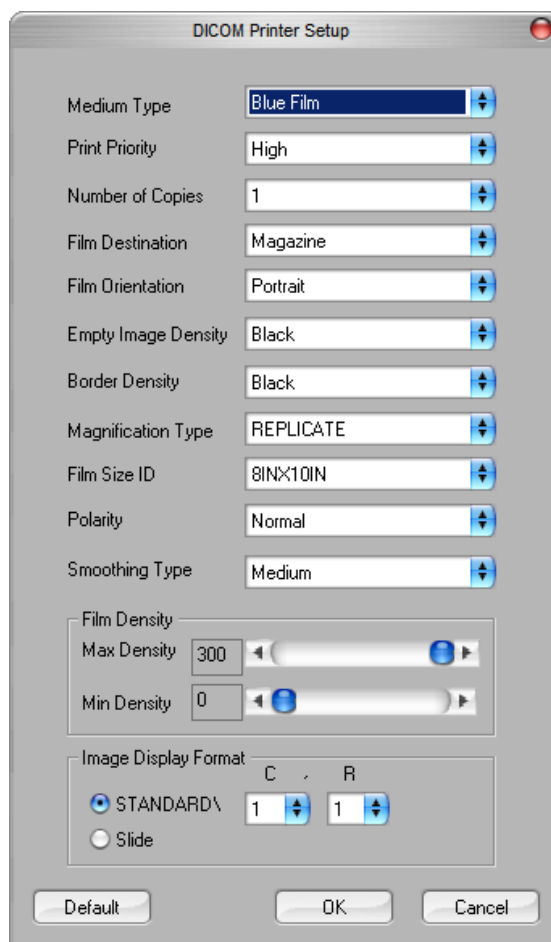 DICOM Printer Setup
Medium Type Blue Film
Print Priority High
Number of Copies 1
Film Destination Magazine
Film Orientation Portrait
Empty Image Density Black
Border Density Black
Magnification Type REPLICATE
Film Size ID 8INX10IN
Polarity Normal
Smoothing Type Medium
Film Density
Max Density 300
Min Density 0
Image Display Format
C , R
STANDARD\ 1 1
Slide
Default OK Cancel